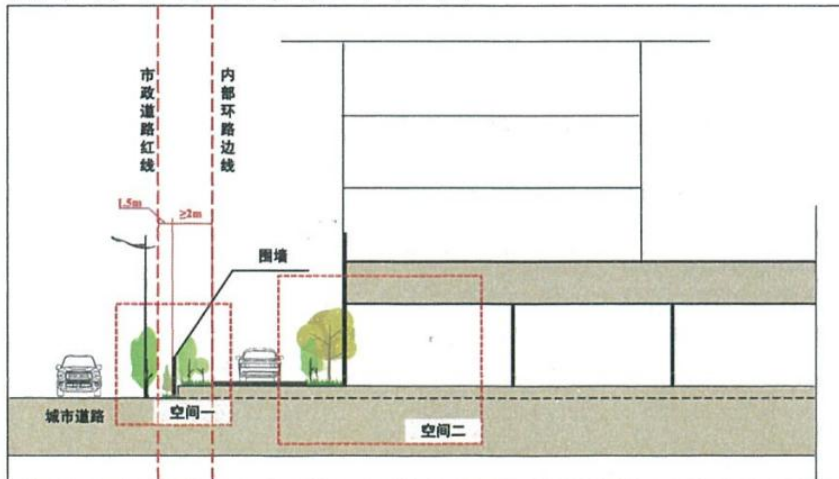 市政道路红线
内部环路边线
1.5m
≥2m
围墙
城市道路
空间一
空间二